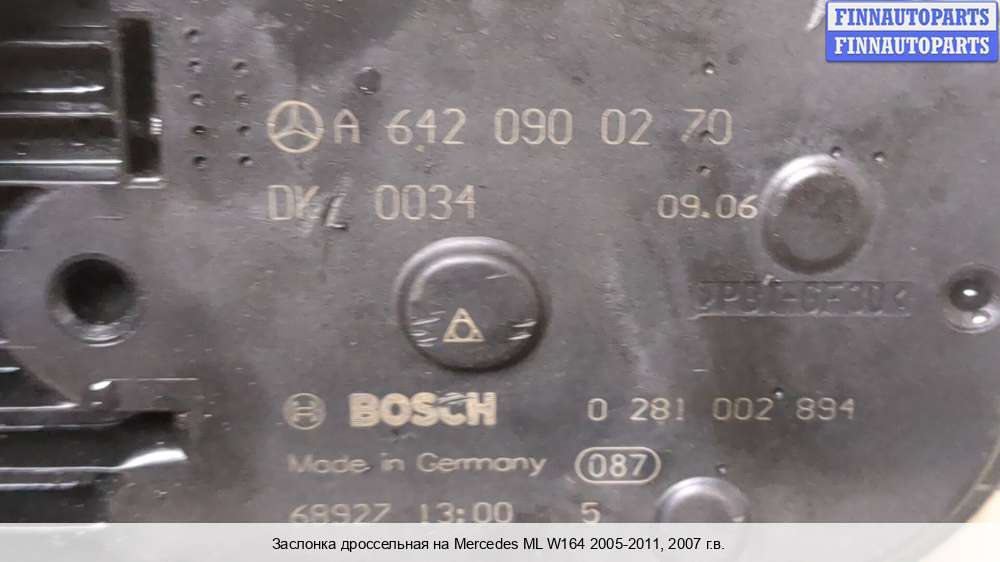 FINNAUTOPARTS
FINNAUTOPARTS
A 642 090 02 70
0034
09.06
BOSCH 0 281 002 894
Made in Germany 087
68927 13:00 5
Заслонка дроссельная на Mercedes ML W164 2005-2011, 2007 г.в.